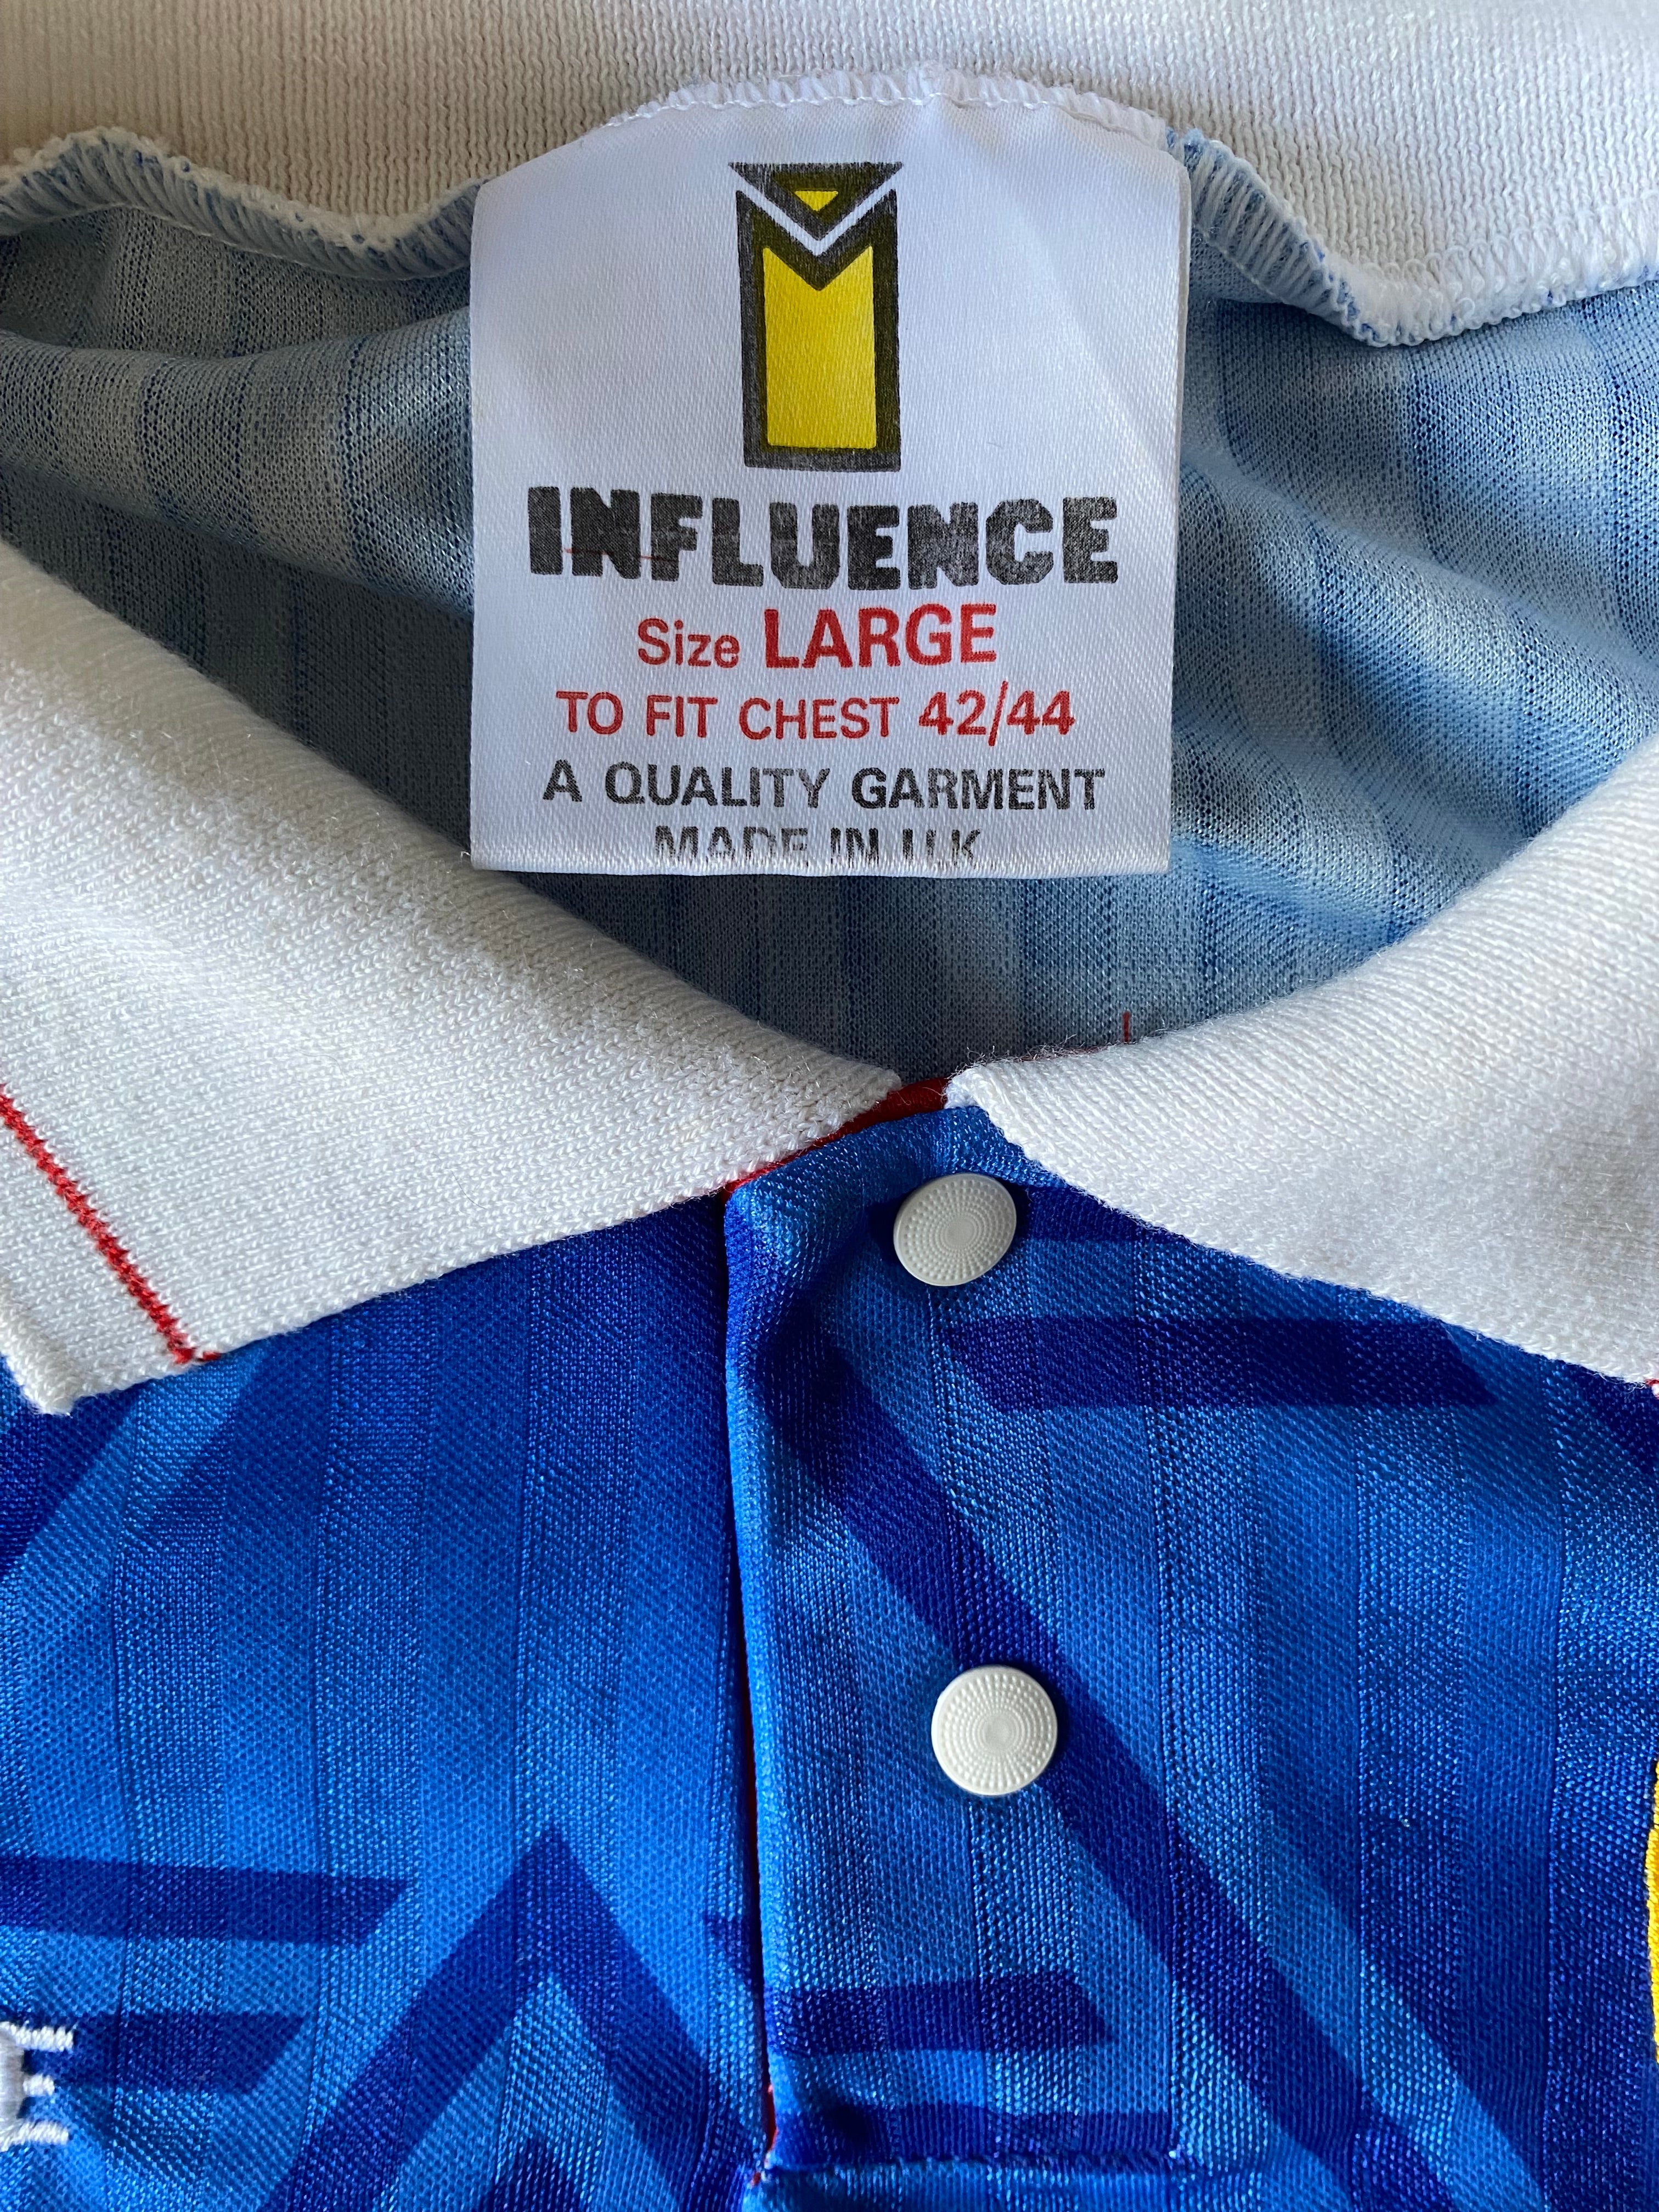 INFLUENCE
Size LARGE
TO FIT CHEST 42/44
A QUALITY GARMENT
MADE IN U.K